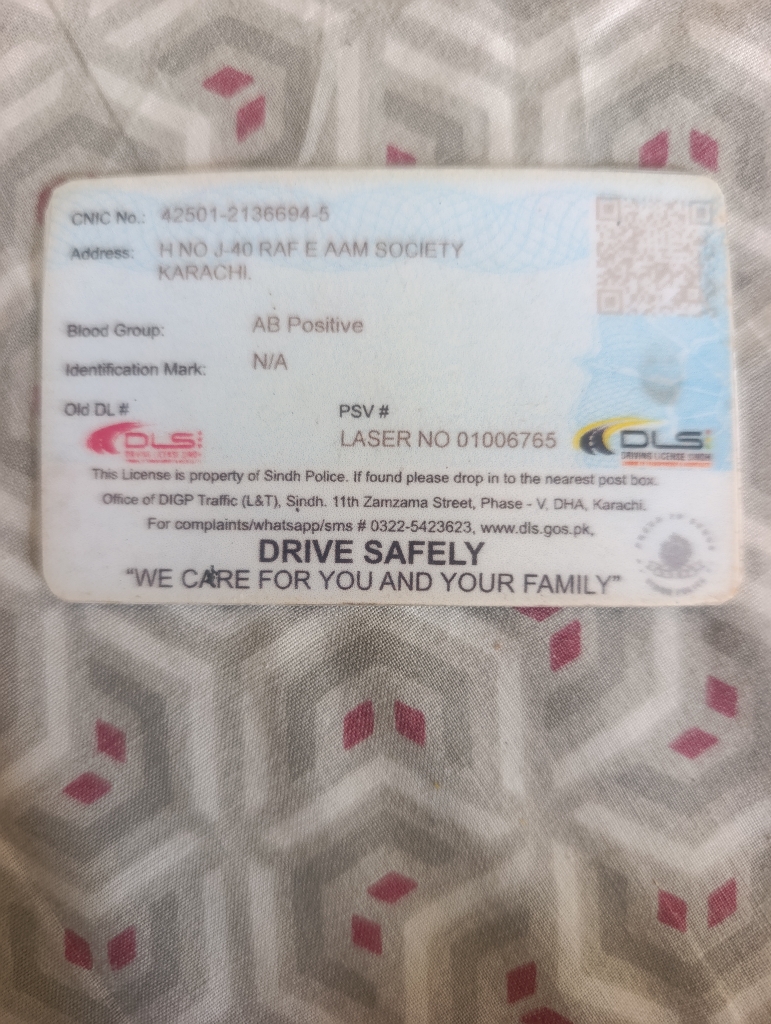 CNIC No.: 42501-2136694-5
Address: H NO J-40 RAF E AAM SOCIETY
KARACHI.
Blood Group: AB Positive
Identification Mark: N/A
Old DL #
PSV #
DLS
LASER NO 01006765
DLS
DRIVING LICENSE SINDH
This License is property of Sindh Police. If found please drop in to the nearest post box.
Office of DIGP Traffic (L&T), Sindh. 11th Zamzama Street, Phase - V, DHA, Karachi.
For complaints/whatsapp/sms # 0322-5423623, www.dls.gos.pk,
DRIVE SAFELY
"WE CARE FOR YOU AND YOUR FAMILY"